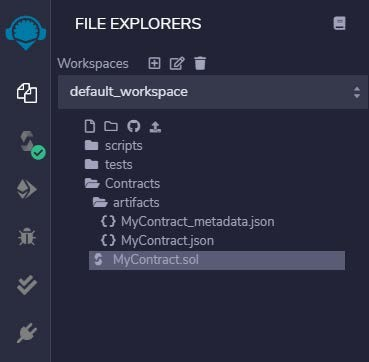 FILE EXPLORERS
Workspaces
default_workspace
scripts
tests
Contracts
artifacts
MyContract_metadata.json
MyContract.json
MyContract.sol